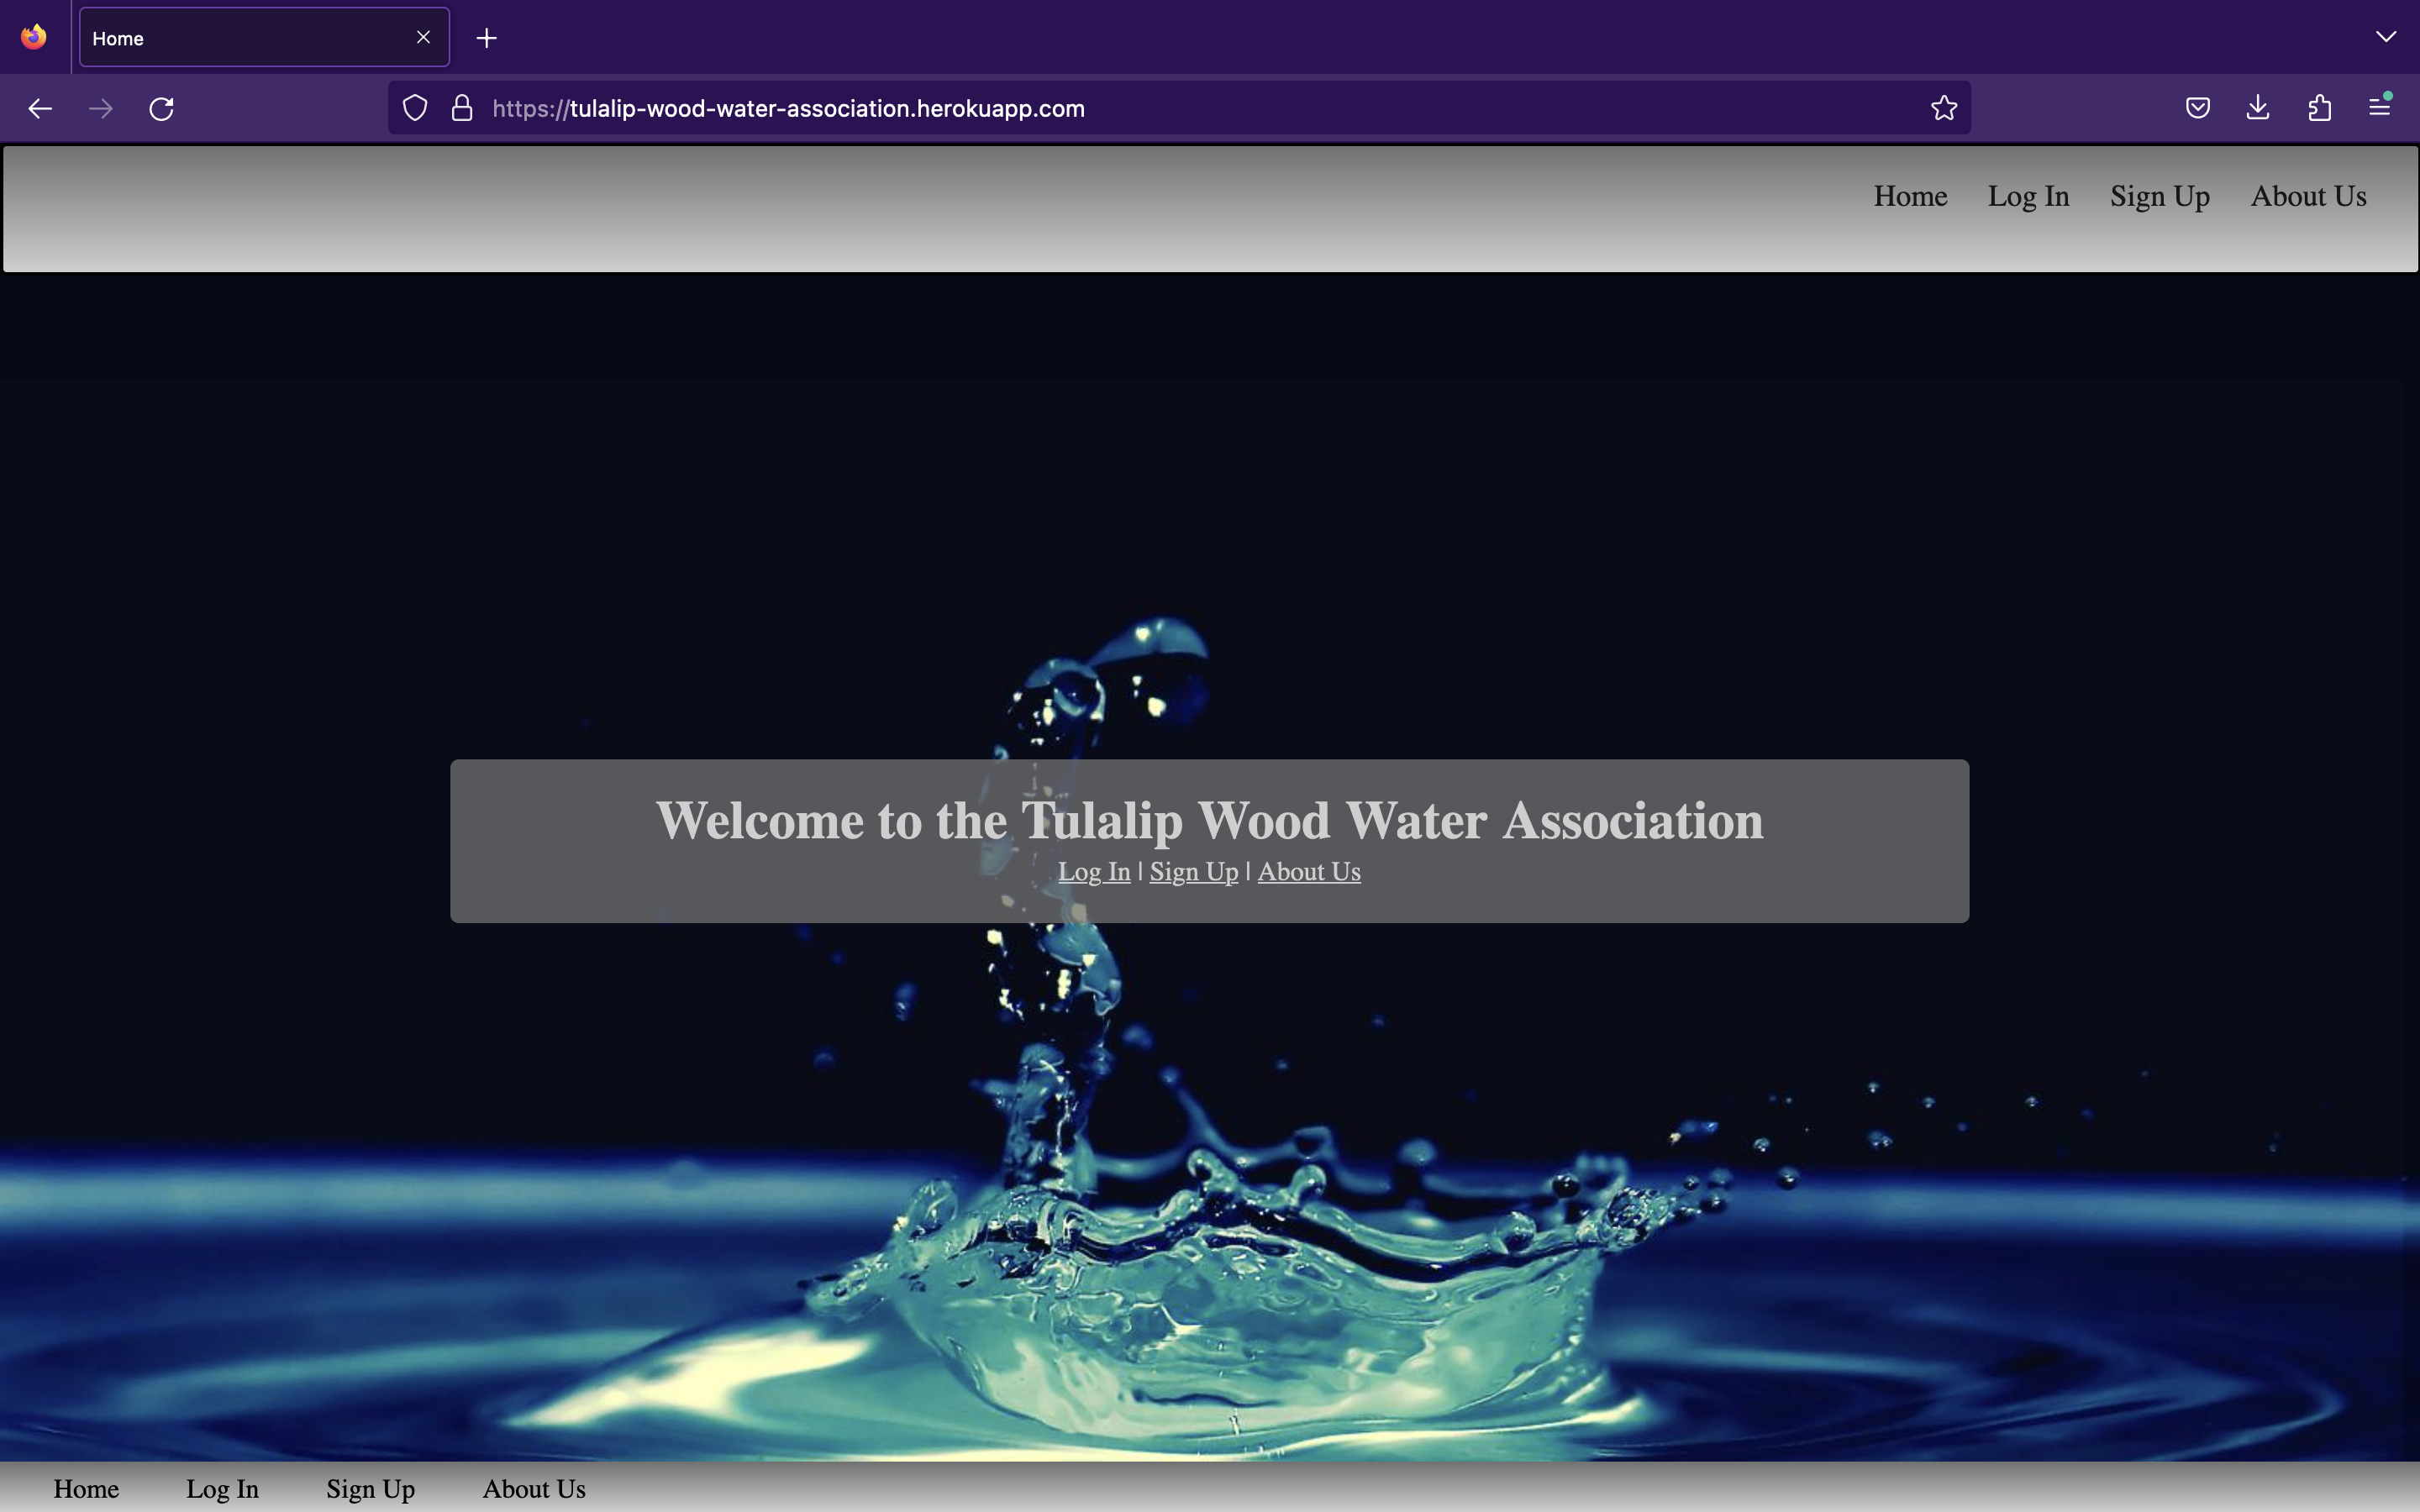 Home
https://tulalip-wood-water-association.herokuapp.com
Home Log In Sign Up About Us
Welcome to the Tulalip Wood Water Association
Log In | Sign Up | About Us
Home Log In Sign Up About Us